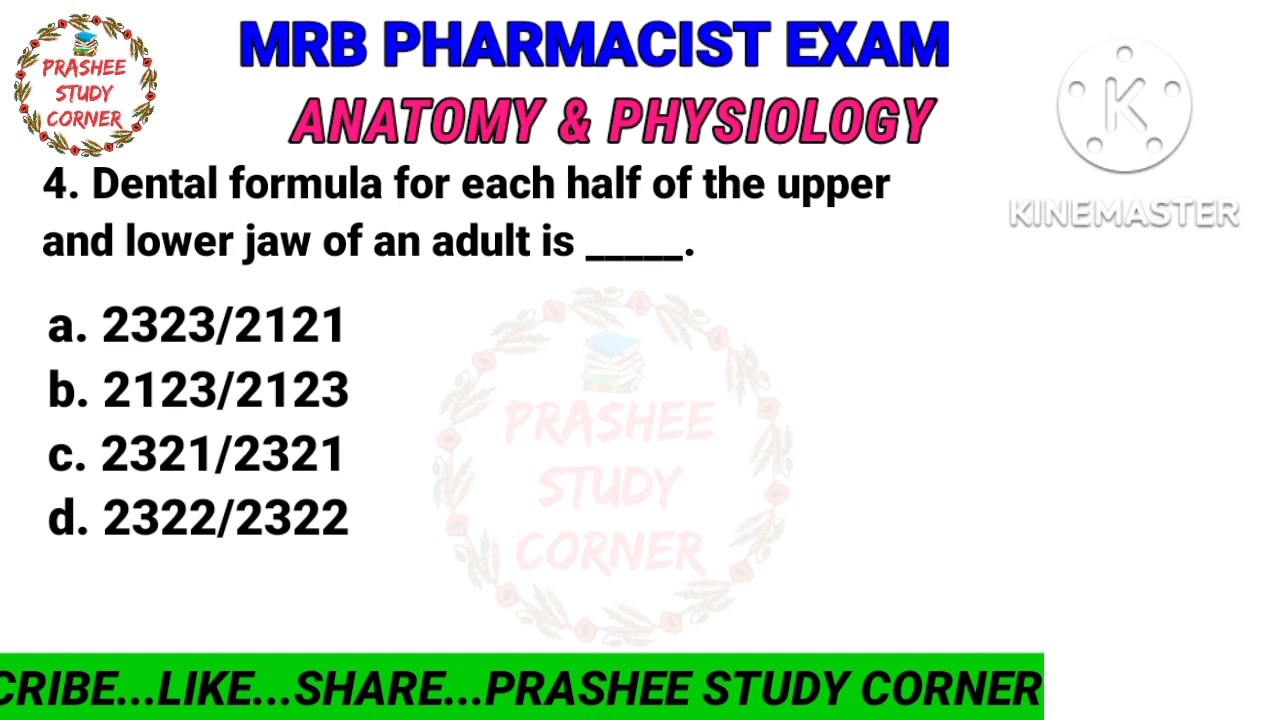 PRASHEE
STUDY
CORNER
MRB PHARMACIST EXAM
ANATOMY & PHYSIOLOGY
K
KINEMASTER
4. Dental formula for each half of the upper
and lower jaw of an adult is _____.
a. 2323/2121
b. 2123/2123
c. 2321/2321
d. 2322/2322
PRASHEE
STUDY
CORNER
CRIBE...LIKE...SHARE...PRASHEE STUDY CORNER